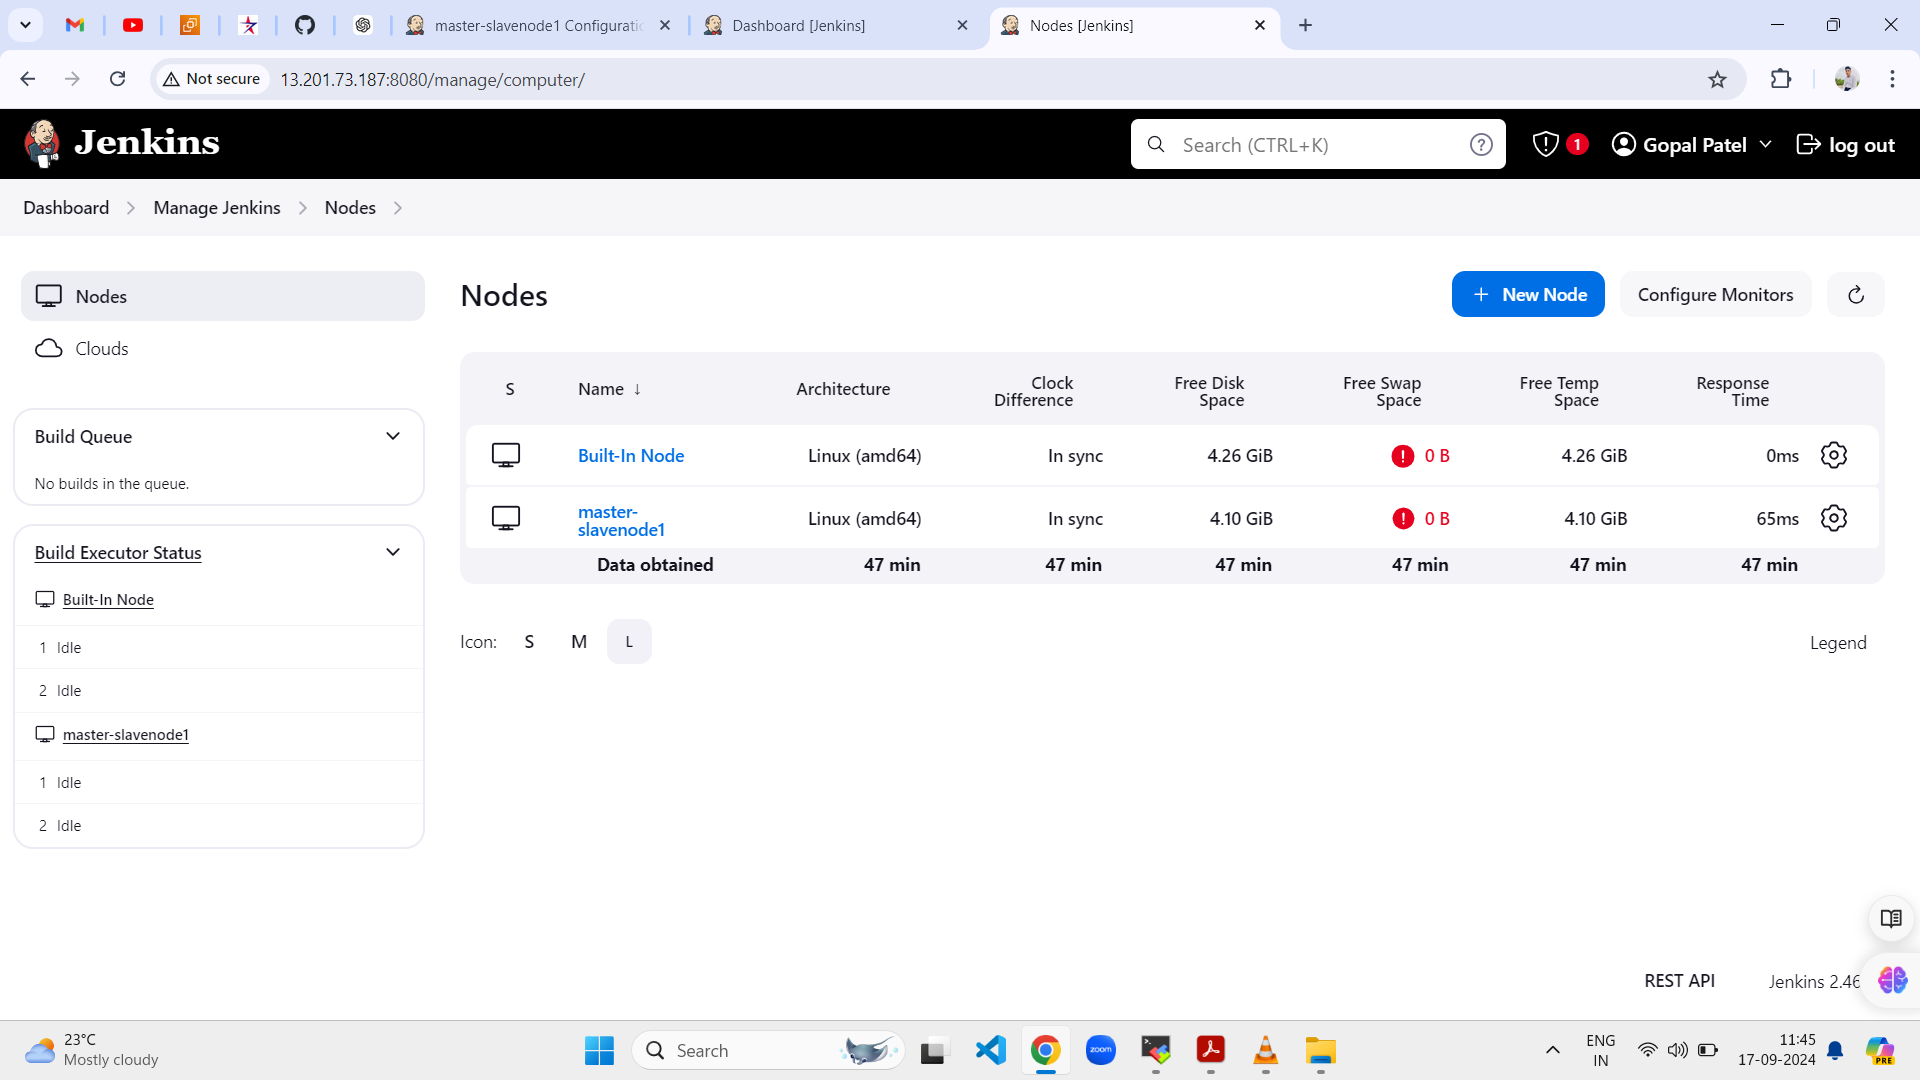 master-slavenode1 Configuratio
Dashboard [Jenkins]
Nodes [Jenkins]
Not secure
13.201.73.187:8080/manage/computer/
Jenkins
Search (CTRL+K)
1
Gopal Patel
log out
Dashboard
Manage Jenkins
Nodes
Nodes
Clouds
Build Queue
No builds in the queue.
Build Executor Status
Built-In Node
1 Idle
2 Idle
master-slavenode1
1 Idle
2 Idle
Nodes
+ New Node
Configure Monitors
S Name ↓ Architecture Clock Difference Free Disk Space Free Swap Space Free Temp Space Response Time
Built-In Node Linux (amd64) In sync 4.26 GiB 0 B 4.26 GiB 0ms
master-slavenode1 Linux (amd64) In sync 4.10 GiB 0 B 4.10 GiB 65ms
Data obtained 47 min 47 min 47 min 47 min 47 min 47 min
Icon: S M L
Legend
REST API
Jenkins 2.46
23°C
Mostly cloudy
Search
zoom
ENG
IN
11:45
17-09-2024
PRE